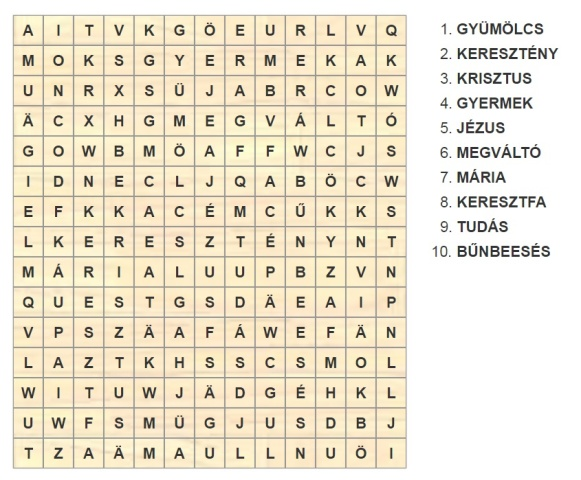 A I T V K G Ö E U R L V Q
M O K S G Y E R M E K A K
U N R X S Ü J A B R C O W
Ä C X H G M E G V Á L T Ó
G O W B M Ö A F F W C J S
I D N E C L J Q A B Ö C W
E F K K A C É M C Ű K K S
L K E R E S Z T É N Y N T
M Á R I A L U U P B Z V N
Q U E S T G S D Ä E A I P
V P S Z Ä A F Á W E F Ä N
L A Z T K H S S C S M O L
W I T U W J Ä D G É H K L
U W F S M Ü G J U S D B J
T Z A Ä M A U L L N U Ö I
1. GYÜMÖLCS
2. KERESZTÉNY
3. KRISZTUS
4. GYERMEK
5. JÉZUS
6. MEGVÁLTÓ
7. MÁRIA
8. KERESZTFA
9. TUDÁS
10. BŰNBEESÉS